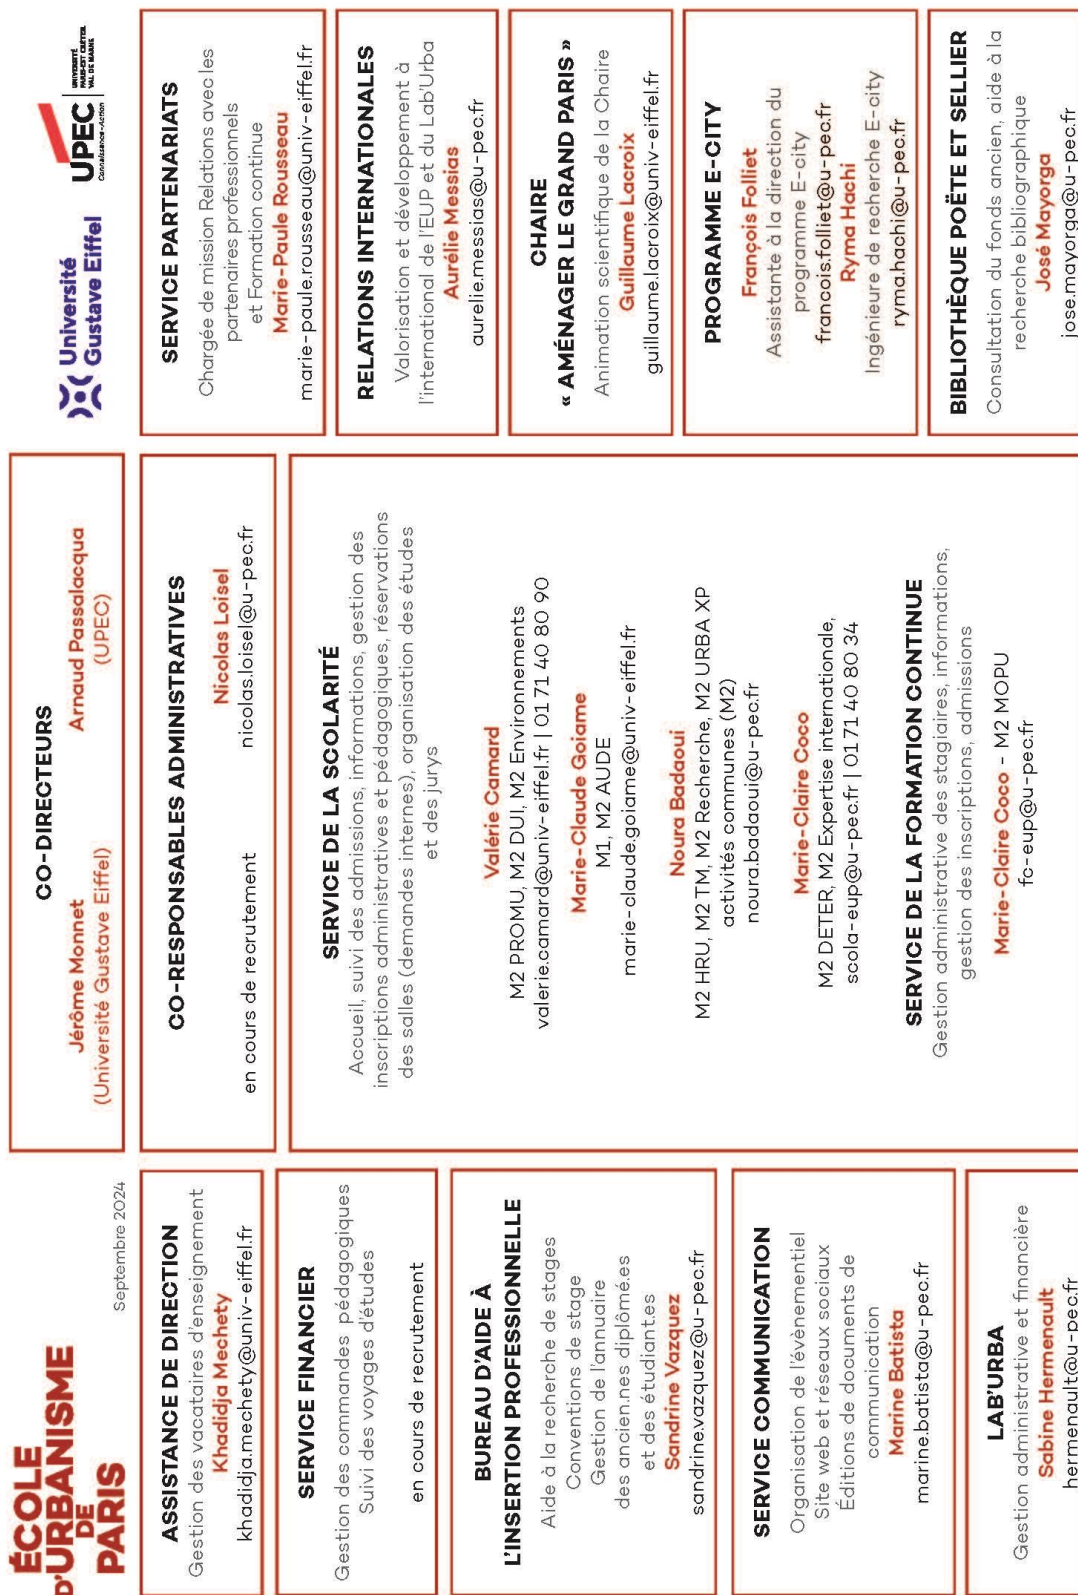 ÉCOLE
D'URBANISME
DE
PARIS
Septembre 2024
CO-DIRECTEURS
Jérôme Monnet
(Université Gustave Eiffel)
Arnaud Passalacqua
(UPEC)
Université
Gustave Eiffel
UPEC
Connaissance-Action
UNIVERSITÉ
PARIS-EST CRÉTEIL
VAL DE MARNE
ASSISTANCE DE DIRECTION
Gestion des vacataires d'enseignement
Khadidja Mechety
khadidja.mechety@univ-eiffel.fr
SERVICE FINANCIER
Gestion des commandes pédagogiques
Suivi des voyages d'études
en cours de recrutement
BUREAU D'AIDE À
L'INSERTION PROFESSIONNELLE
Aide à la recherche de stages
Conventions de stage
Gestion de l'annuaire
des ancien.nes diplômé.es
et des étudiant.es
Sandrine Vazquez
sandrine.vazquez@u-pec.fr
SERVICE COMMUNICATION
Organisation de l'évènementiel
Site web et réseaux sociaux
Éditions de documents de
communication
Marine Batista
marine.batista@u-pec.fr
LAB'URBA
Gestion administrative et financière
Sabine Hermenault
hermenault@u-pec.fr
CO-RESPONSABLES ADMINISTRATIVES
en cours de recrutement
Nicolas Loisel
nicolas.loisel@u-pec.fr
SERVICE DE LA SCOLARITÉ
Accueil, suivi des admissions, informations, gestion des
inscriptions administratives et pédagogiques, réservations
des salles (demandes internes), organisation des études
et des jurys
Valérie Camard
M2 PROMU, M2 DUI, M2 Environnements
valerie.camard@univ-eiffel.fr | 01 71 40 80 90
Marie-Claude Goiame
M1, M2 AUDE
marie-claude.goiame@univ-eiffel.fr
Noura Badaoui
M2 HRU, M2 TM, M2 Recherche, M2 URBA XP
activités communes (M2)
noura.badaoui@u-pec.fr
Marie-Claire Coco
M2 DETER, M2 Expertise internationale,
scola-eup@u-pec.fr | 01 71 40 80 34
SERVICE DE LA FORMATION CONTINUE
Gestion administrative des stagiaires, informations,
gestion des inscriptions, admissions
Marie-Claire Coco - M2 MOPU
fc-eup@u-pec.fr
SERVICE PARTENARIATS
Chargée de mission Relations avec les
partenaires professionnels
et Formation continue
Marie-Paule Rousseau
marie-paule.rousseau@univ-eiffel.fr
RELATIONS INTERNATIONALES
Valorisation et développement à
l'international de l'EUP et du Lab'Urba
Aurélie Messias
aurelie.messias@u-pec.fr
CHAIRE
« AMÉNAGER LE GRAND PARIS »
Animation scientifique de la Chaire
Guillaume Lacroix
guillaume.lacroix@univ-eiffel.fr
PROGRAMME E-CITY
François Folliet
Assistante à la direction du
programme E-city
francois.folliet@u-pec.fr
Ryma Hachi
Ingénieure de recherche E-city
ryma.hachi@u-pec.fr
BIBLIOTHÈQUE POËTE ET SELLIER
Consultation du fonds ancien, aide à la
recherche bibliographique
José Mayorga
jose.mayorga@u-pec.fr